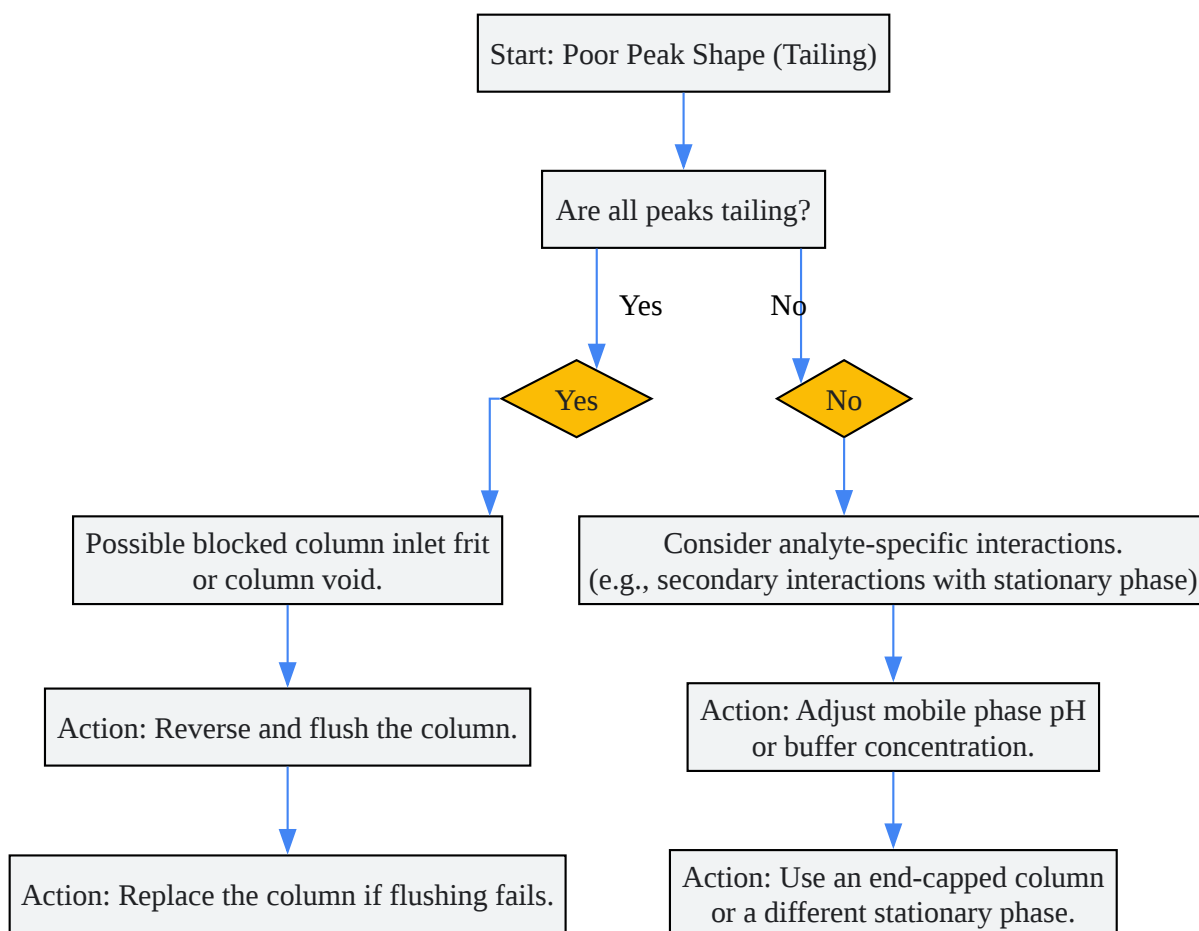 Start: Poor Peak Shape (Tailing)
Are all peaks tailing?
Yes
No
Yes
No
Possible blocked column inlet frit
or column void.
Consider analyte-specific interactions.
(e.g., secondary interactions with stationary phase)
Action: Reverse and flush the column.
Action: Adjust mobile phase pH
or buffer concentration.
Action: Replace the column if flushing fails.
Action: Use an end-capped column
or a different stationary phase.